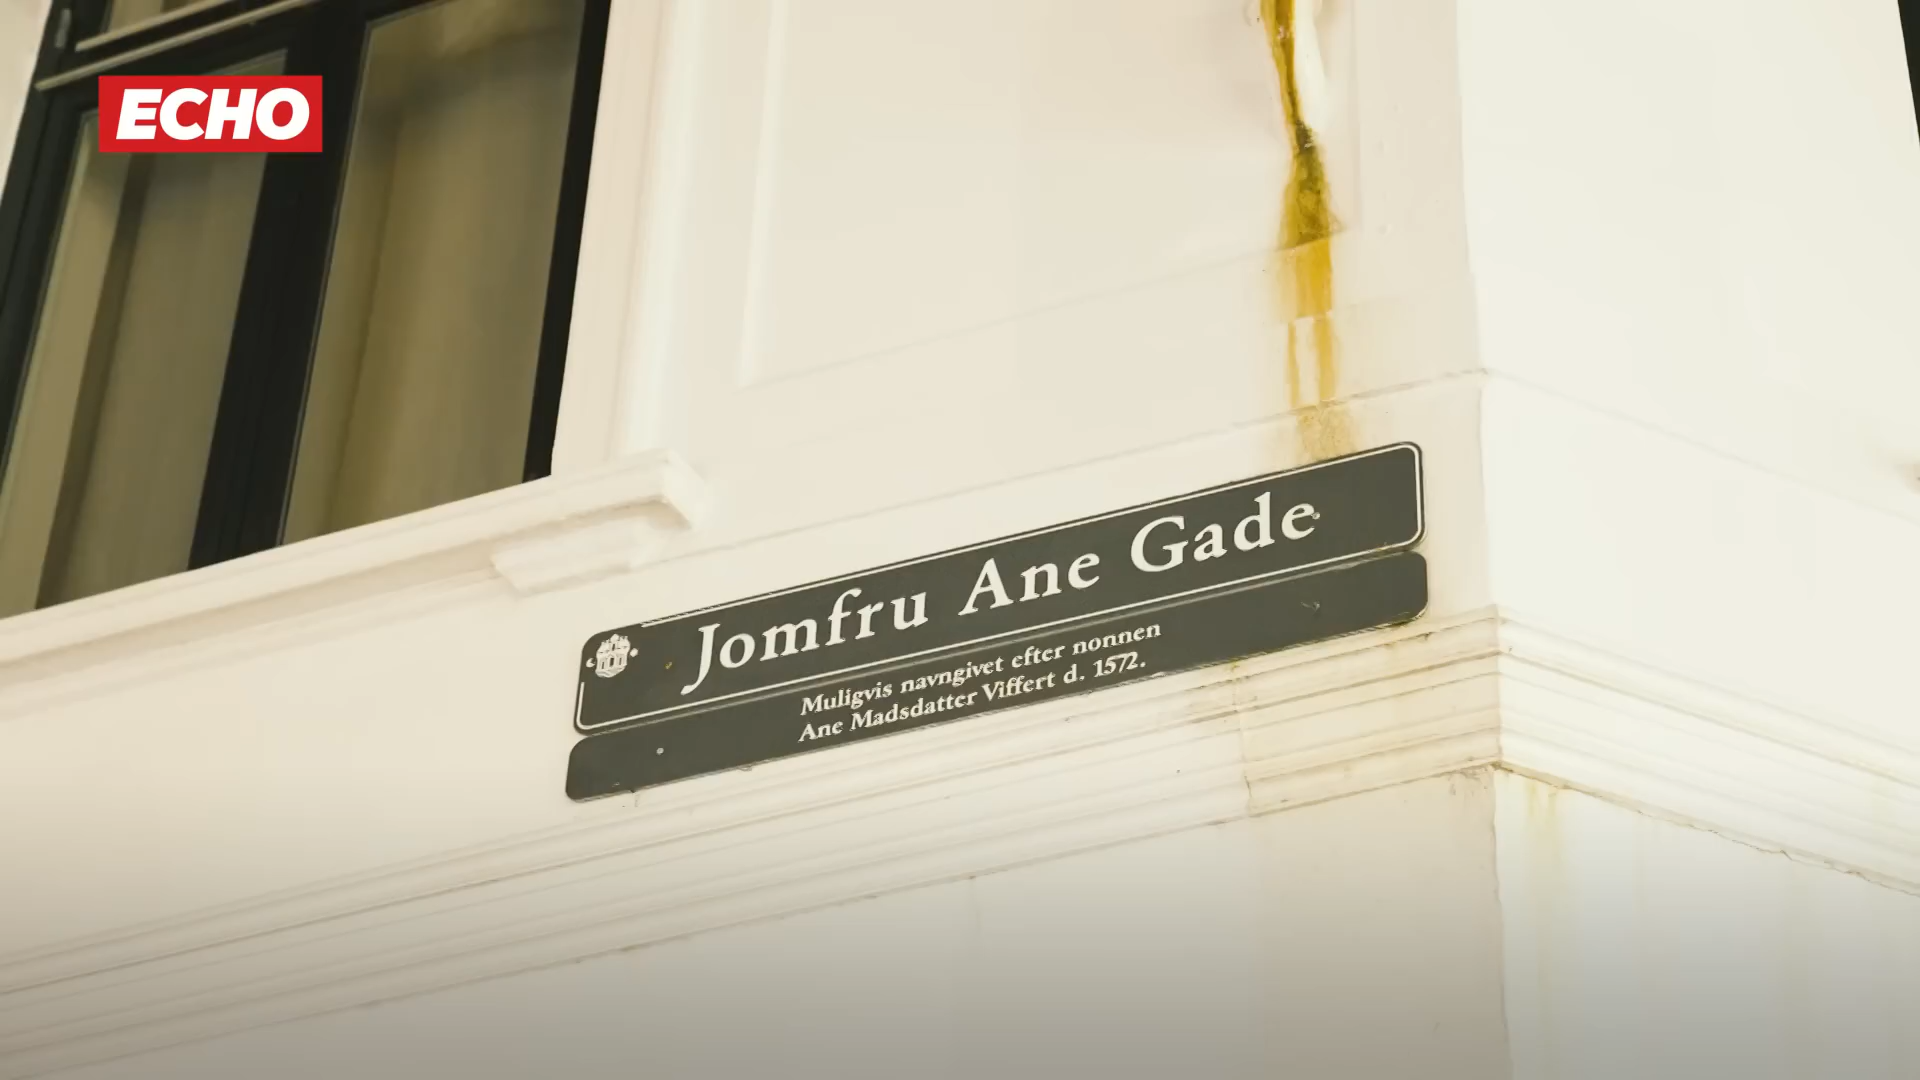 ECHO
Jomfru Ane Gade
Muligvis navngivet efter nonnen
Ane Madsdatter Viffert d. 1572.